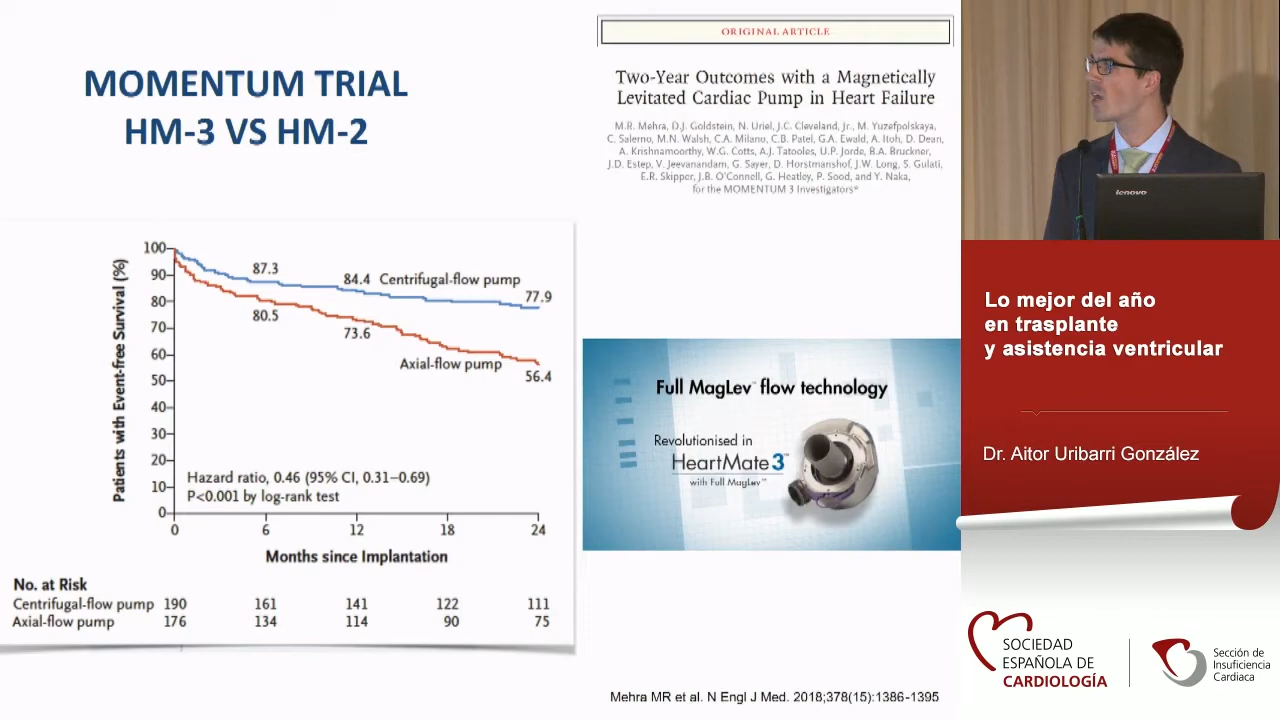 MOMENTUM TRIAL
HM-3 VS HM-2
ORIGINAL ARTICLE
Two-Year Outcomes with a Magnetically
Levitated Cardiac Pump in Heart Failure
M.R. Mehra, D.J. Goldstein, N. Uriel, J.C. Cleveland, Jr., M. Yuzefpolskaya,
C. Salerno, M.N. Walsh, C.A. Milano, C.B. Patel, G.A. Ewald, A. Itoh, D. Dean,
A. Krishnamoorthy, W.G. Cotts, A.J. Tatooles, U.P. Jorde, B.A. Bruckner,
J.D. Estep, V. Jeevanandam, G. Sayer, D. Horstmanshof, J.W. Long, S. Gulati,
E.R. Skipper, J.B. O'Connell, G. Heatley, P. Sood, and Y. Naka,
for the MOMENTUM 3 Investigators*
Patients with Event-free Survival (%)
100
90
80
70
60
50
40
30
20
10
0
87.3
84.4
Centrifugal-flow pump
77.9
80.5
73.6
Axial-flow pump
56.4
Hazard ratio, 0.46 (95% CI, 0.31–0.69)
P<0.001 by log-rank test
0 6 12 18 24
Months since Implantation
No. at Risk
Centrifugal-flow pump 190 161 141 122 111
Axial-flow pump 176 134 114 90 75
Full MagLev™ flow technology
Revolutionised in
HeartMate 3™
with Full MagLev™
Mehra MR et al. N Engl J Med. 2018;378(15):1386-1395
lenovo
Lo mejor del año
en trasplante
y asistencia ventricular
Dr. Aitor Uribarri González
SOCIEDAD
ESPAÑOLA DE
CARDIOLOGÍA
Sección de
Insuficiencia
Cardiaca